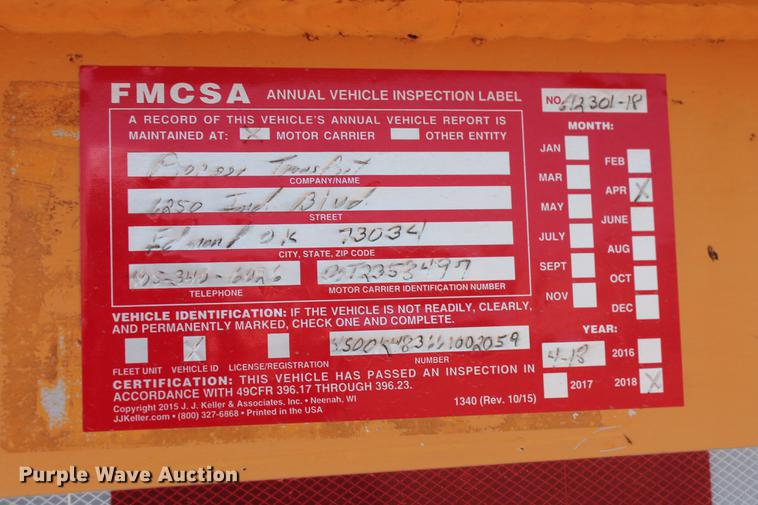 FMCSA ANNUAL VEHICLE INSPECTION LABEL
NO. 612301-18
A RECORD OF THIS VEHICLE'S ANNUAL VEHICLE REPORT IS
MAINTAINED AT: X MOTOR CARRIER OTHER ENTITY
Transport
COMPANY/NAME
6250 Ind Blvd
STREET
Edmond OK 73034
CITY, STATE, ZIP CODE
TELEPHONE
DOT2358497
MOTOR CARRIER IDENTIFICATION NUMBER
VEHICLE IDENTIFICATION: IF THE VEHICLE IS NOT READILY, CLEARLY,
AND PERMANENTLY MARKED, CHECK ONE AND COMPLETE.
X
FLEET UNIT VEHICLE ID LICENSE/REGISTRATION
NUMBER
CERTIFICATION: THIS VEHICLE HAS PASSED AN INSPECTION IN
ACCORDANCE WITH 49CFR 396.17 THROUGH 396.23.
Copyright 2015 J. J. Keller & Associates, Inc. • Neenah, WI
JJKeller.com • (800) 327-6868 • Printed in the USA
1340 (Rev. 10/15)
MONTH:
JAN FEB
MAR APR X
MAY JUNE
JULY AUG
SEPT OCT
NOV DEC
YEAR:
4-18 2016
2017 2018 X
Purple Wave Auction